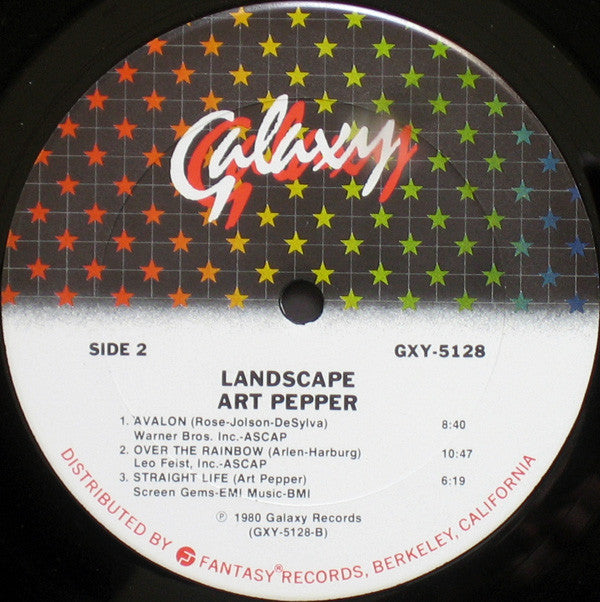 Galaxy
SIDE 2 GXY-5128
LANDSCAPE
ART PEPPER
1. AVALON (Rose-Jolson-DeSylva) 8:40
Warner Bros. Inc.-ASCAP
2. OVER THE RAINBOW (Arlen-Harburg) 10:47
Leo Feist, Inc.-ASCAP
3. STRAIGHT LIFE (Art Pepper) 6:19
Screen Gems-EMI Music-BMI
℗ 1980 Galaxy Records
(GXY-5128-B)
DISTRIBUTED BY FANTASY® RECORDS, BERKELEY, CALIFORNIA